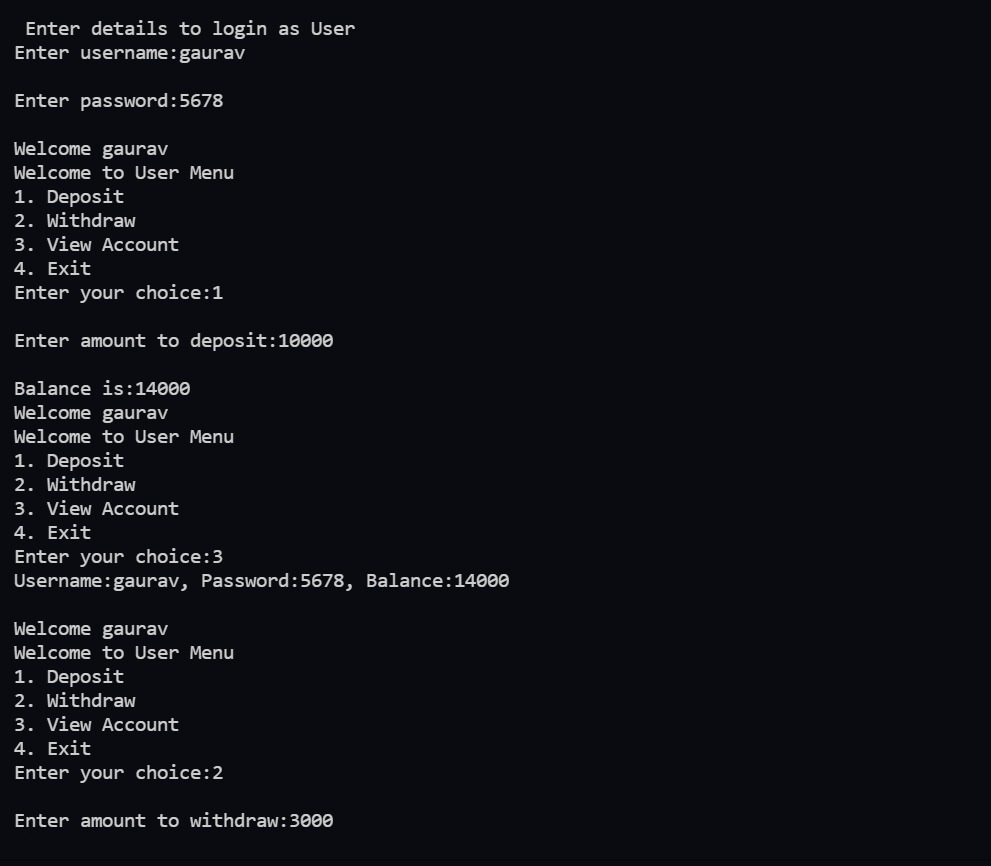 Enter details to login as User
Enter username:gaurav
Enter password:5678
Welcome gaurav
Welcome to User Menu
1. Deposit
2. Withdraw
3. View Account
4. Exit
Enter your choice:1
Enter amount to deposit:10000
Balance is:14000
Welcome gaurav
Welcome to User Menu
1. Deposit
2. Withdraw
3. View Account
4. Exit
Enter your choice:3
Username:gaurav, Password:5678, Balance:14000
Welcome gaurav
Welcome to User Menu
1. Deposit
2. Withdraw
3. View Account
4. Exit
Enter your choice:2
Enter amount to withdraw:3000